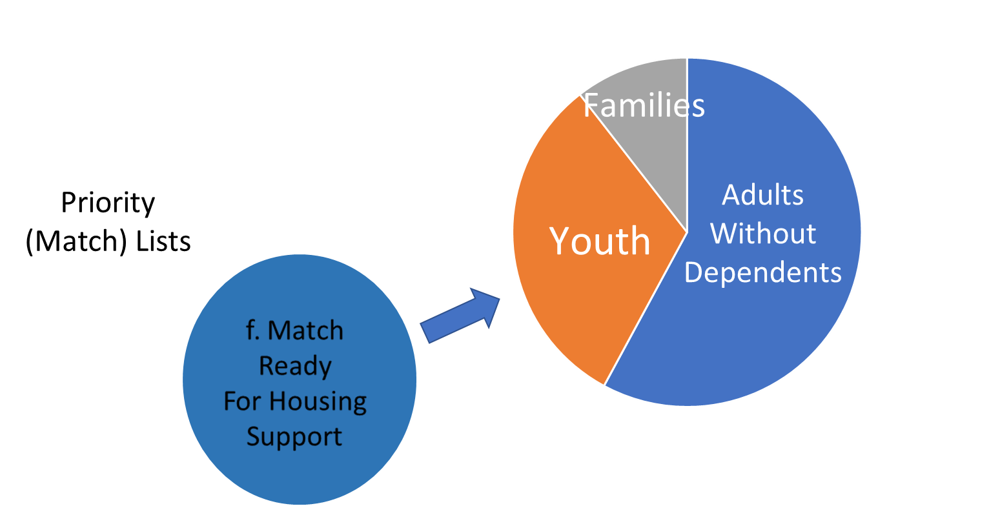 Priority
(Match) Lists
f. Match
Ready
For Housing
Support
Families
Youth
Adults
Without
Dependents